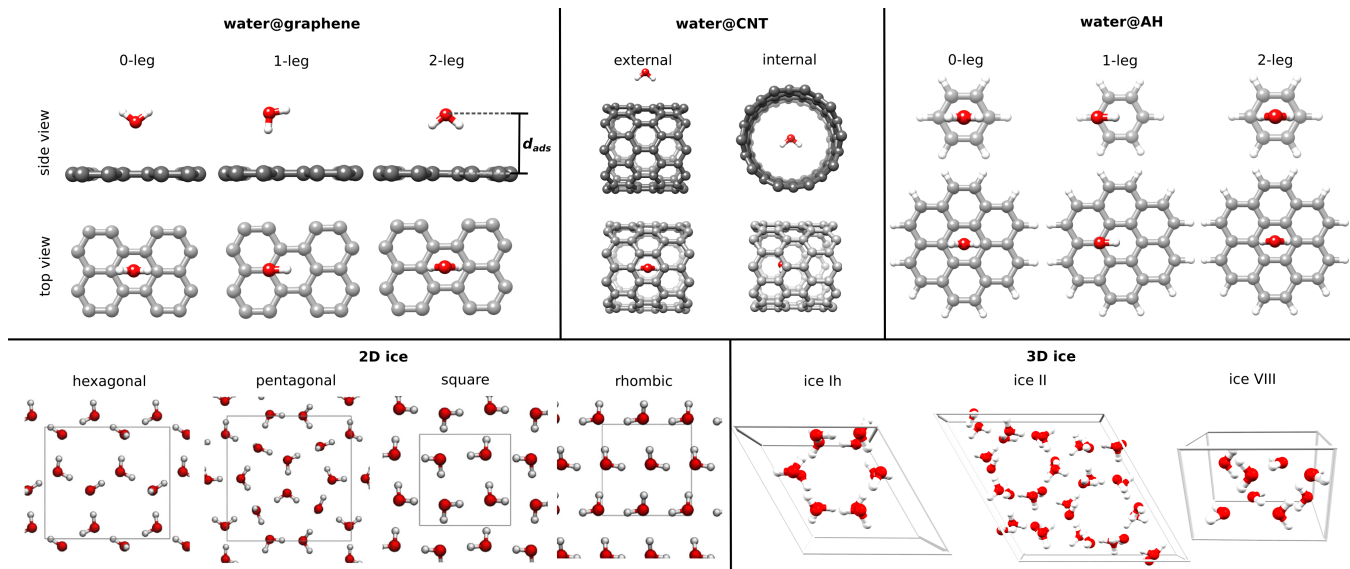 water@graphene
0-leg 1-leg 2-leg
side view
d_ads
top view
water@CNT
external internal
water@AH
0-leg 1-leg 2-leg
2D ice
hexagonal pentagonal square rhombic
3D ice
ice Ih ice II ice VIII